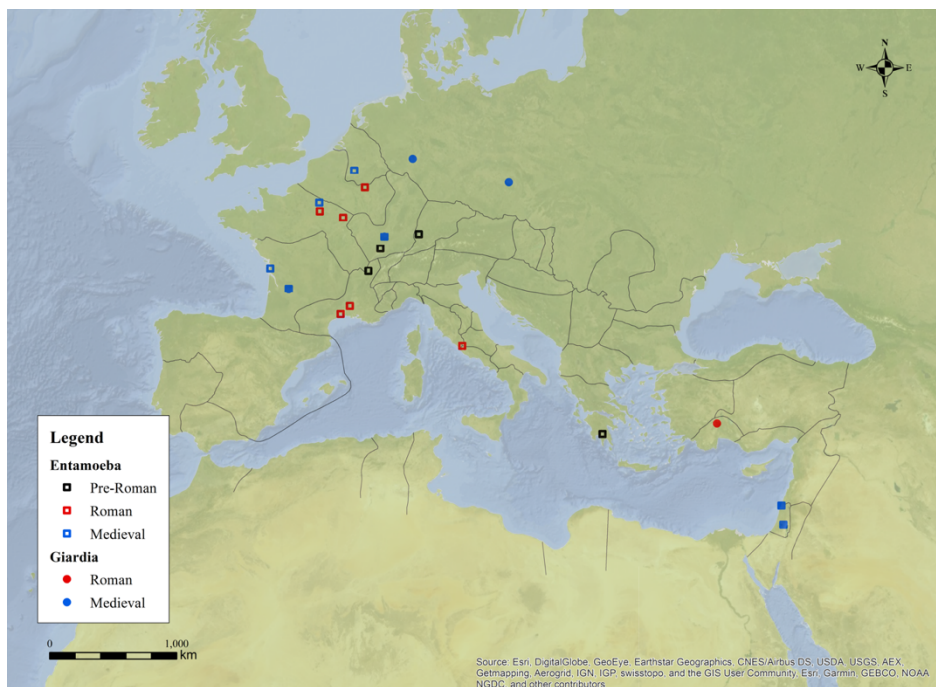 N
W E
S
Legend
Entamoeba
Pre-Roman
Roman
Medieval
Giardia
Roman
Medieval
0 1,000
km
Source: Esri, DigitalGlobe, GeoEye, Earthstar Geographics, CNES/Airbus DS, USDA, USGS, AEX,
Getmapping, Aerogrid, IGN, IGP, swisstopo, and the GIS User Community, Esri, Garmin, GEBCO, NOAA
NGDC, and other contributors